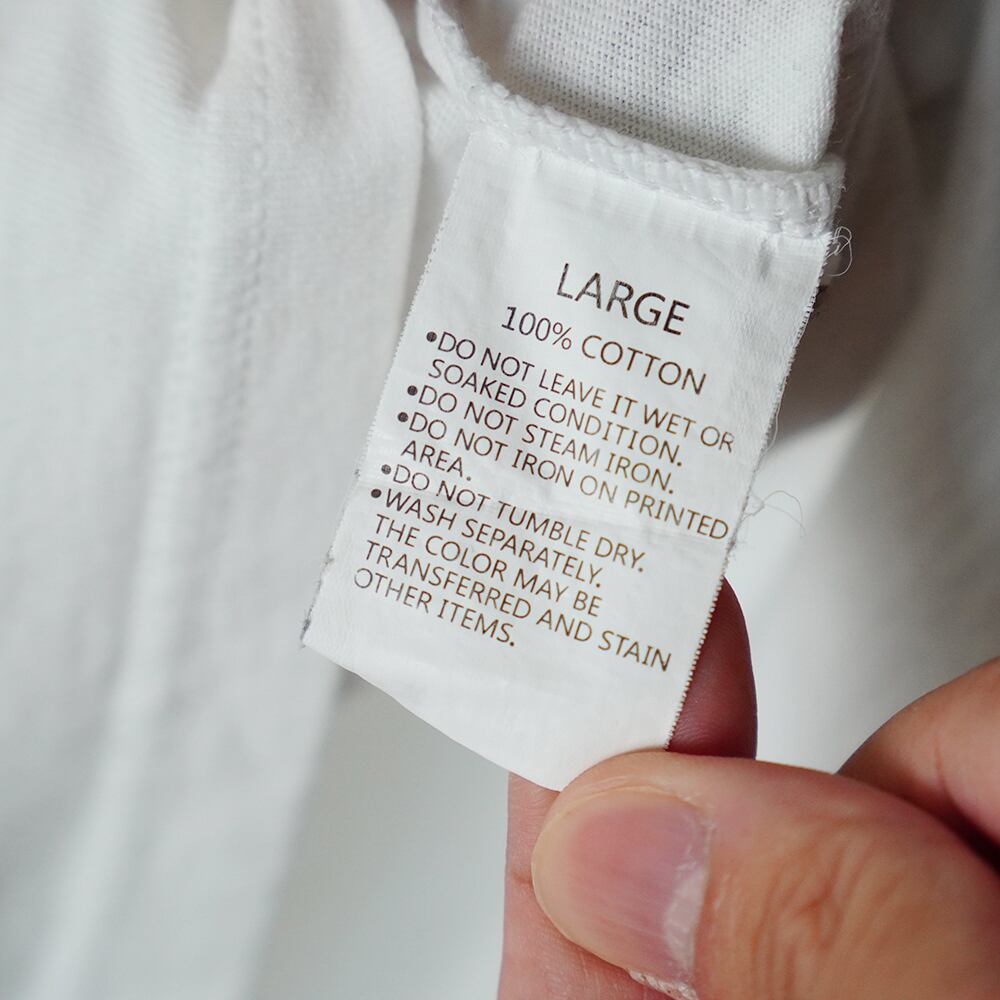 LARGE
100% COTTON
•DO NOT LEAVE IT WET OR
SOAKED CONDITION.
•DO NOT STEAM IRON.
•DO NOT IRON ON PRINTED
AREA.
•DO NOT TUMBLE DRY.
•WASH SEPARATELY.
THE COLOR MAY BE
TRANSFERRED AND STAIN
OTHER ITEMS.